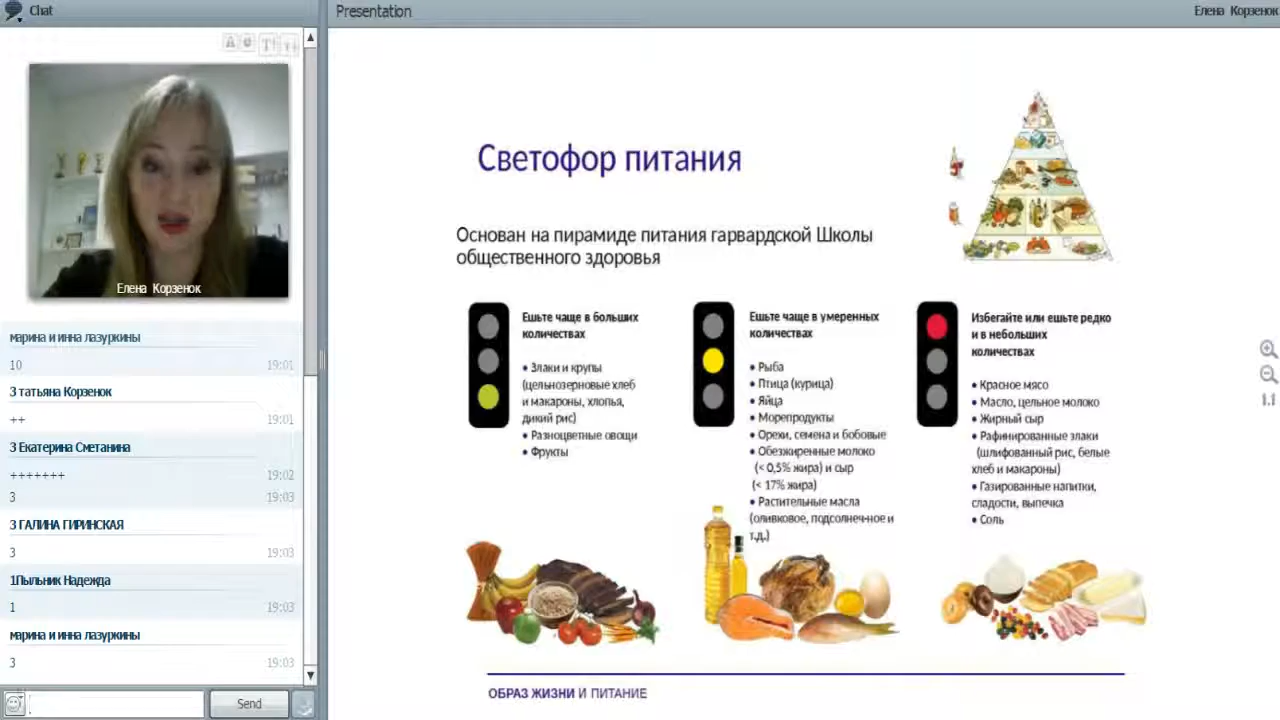 Chat
Presentation
Елена Корзенок
Елена Корзенок
марина и инна лазуркины
10 19:01
3 татьяна Корзенок
++ 19:01
3 Екатерина Сметанина
+++++++ 19:02
3 19:03
3 ГАЛИНА ГИРИНСКАЯ
3 19:03
1Пыльник Надежда
1 19:03
марина и инна лазуркины
3 19:03
Send
Светофор питания
Основан на пирамиде питания гарвардской Школы
общественного здоровья
Ешьте чаще в больших
количествах
• Злаки и крупы
(цельнозерновые хлеб
и макароны, хлопья,
дикий рис)
• Разноцветные овощи
• Фрукты
Ешьте чаще в умеренных
количествах
• Рыба
• Птица (курица)
• Яйца
• Морепродукты
• Орехи, семена и бобовые
• Обезжиренные молоко
(< 0,5% жира) и сыр
(< 17% жира)
• Растительные масла
(оливковое, подсолнеч-ное и
т.д.)
Избегайте или ешьте редко
и в небольших
количествах
• Красное мясо
• Масло, цельное молоко
• Жирный сыр
• Рафинированные злаки
(шлифованный рис, белые
хлеб и макароны)
• Газированные напитки,
сладости, выпечка
• Соль
ОБРАЗ ЖИЗНИ И ПИТАНИЕ
1:1